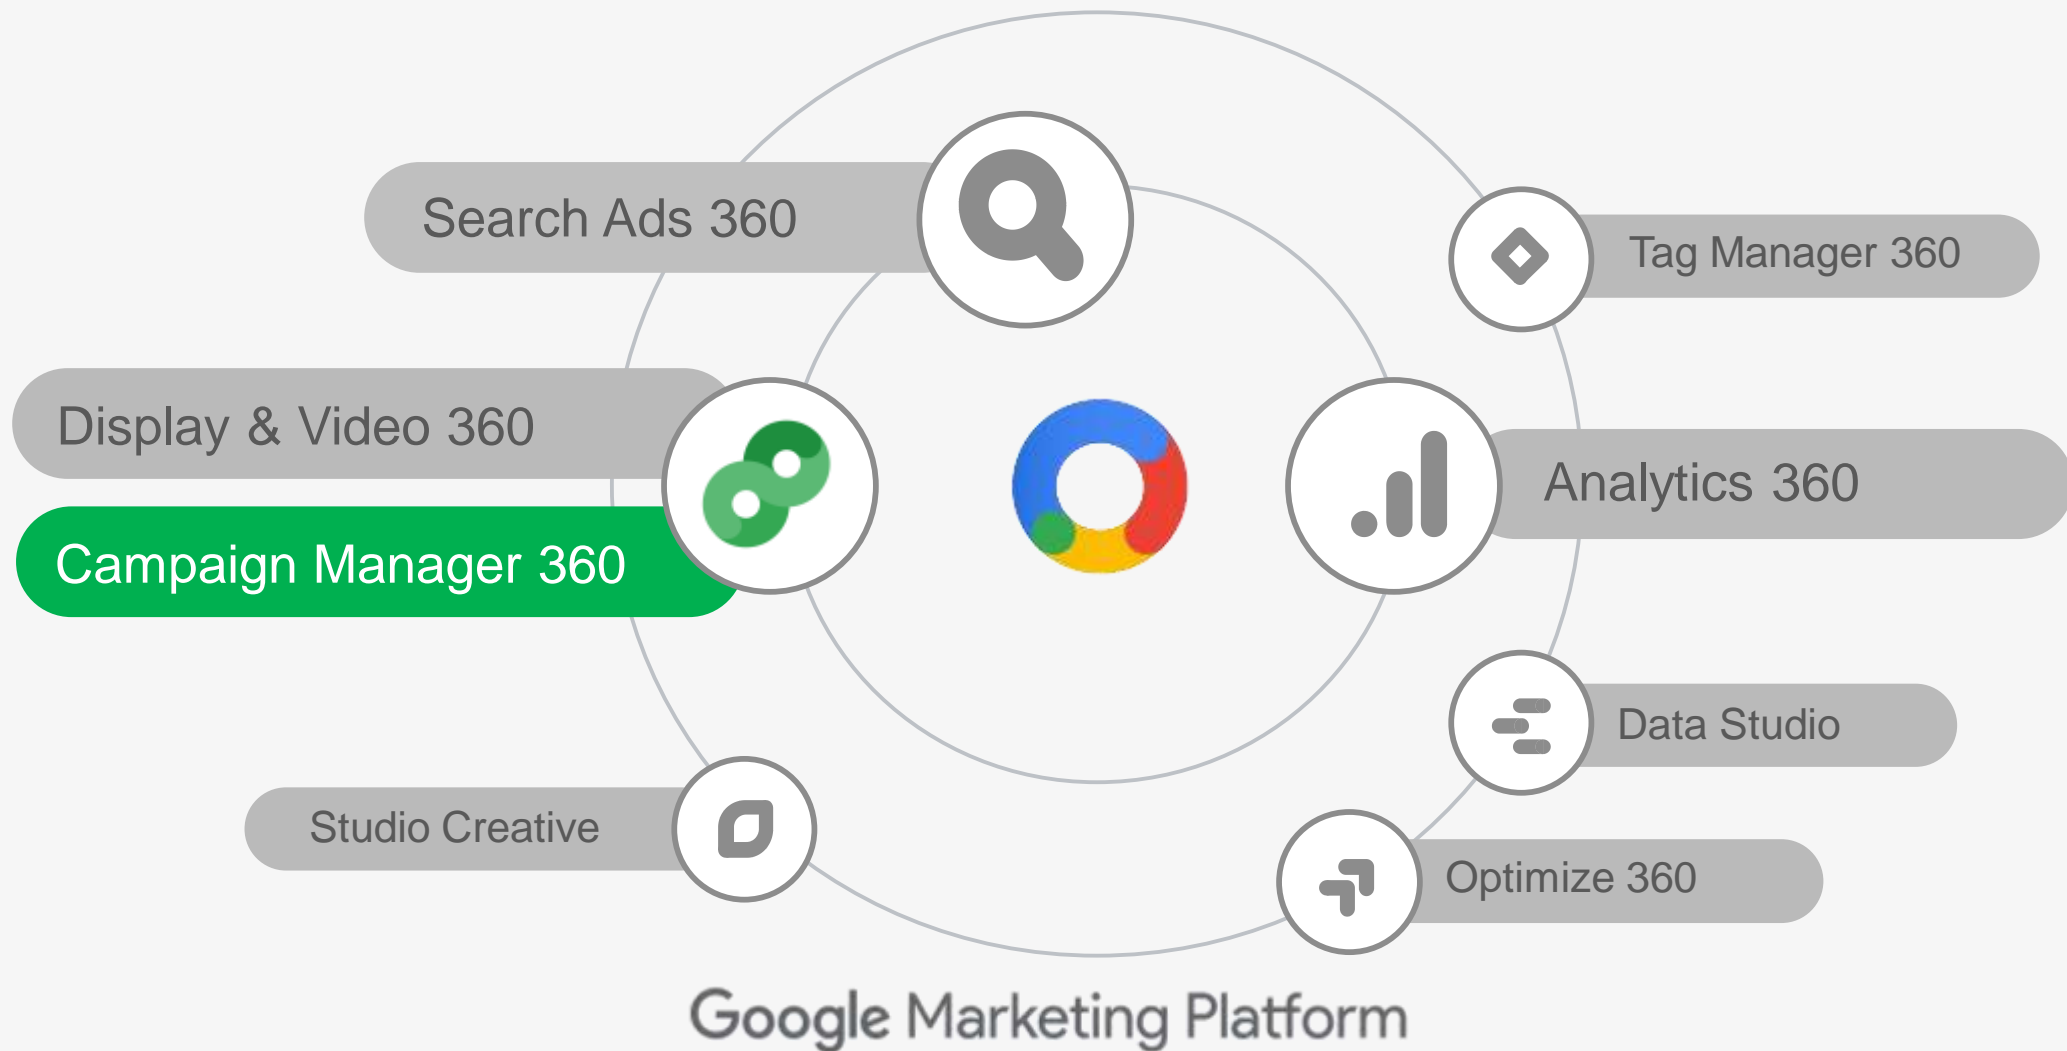 Search Ads 360
Tag Manager 360
Display & Video 360
Analytics 360
Campaign Manager 360
Data Studio
Studio Creative
Optimize 360
Google Marketing Platform